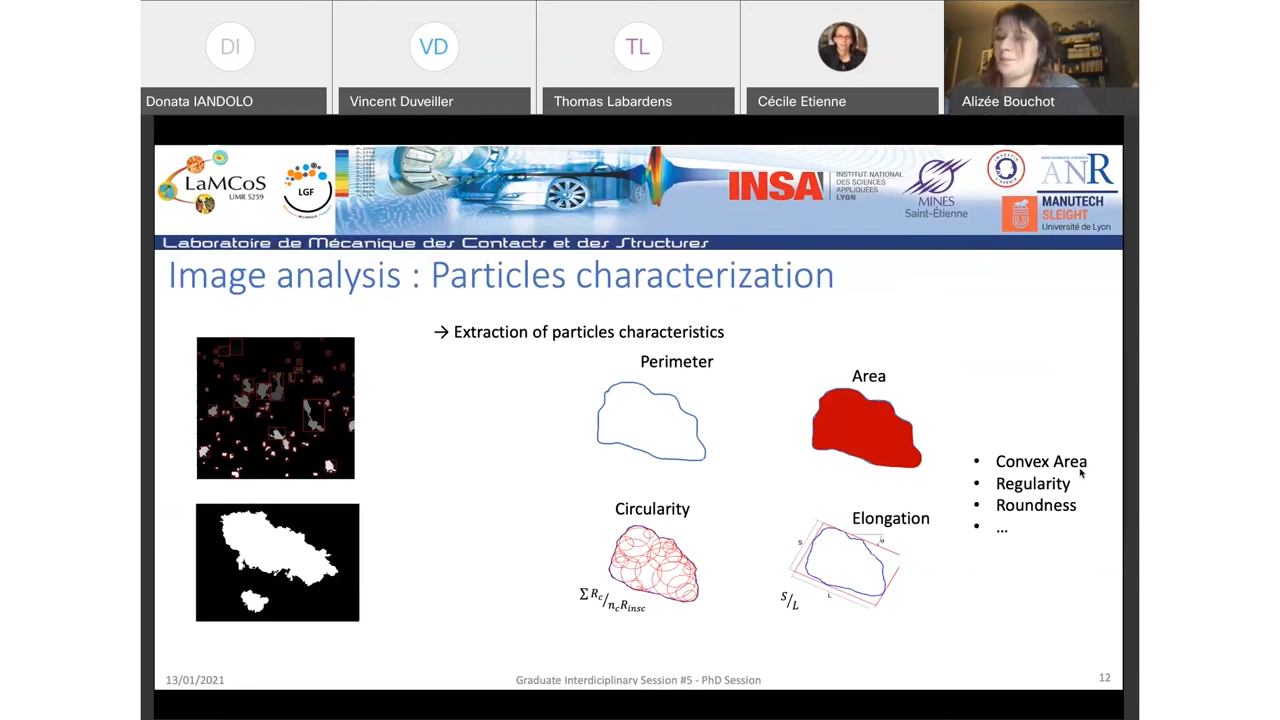 DI
VD
TL
Donata IANDOLO
Vincent Duveiller
Thomas Labardens
Cécile Etienne
Alizée Bouchot
LaMCoS
UMR 5259
LGF
INSA
INSTITUT NATIONAL
DES SCIENCES
APPLIQUÉES
LYON
MINES
Saint-Étienne
ANR
MANUTECH
SLEIGHT
Université de Lyon
Laboratoire de Mécanique des Contacts et des Structures
Image analysis : Particles characterization
→ Extraction of particles characteristics
Perimeter
Area
• Convex Area
• Regularity
• Roundness
• ...
Circularity
Elongation
S
θ
L
∑ Rc/ncRinsc
S/L
13/01/2021
Graduate Interdisciplinary Session #5 - PhD Session
12